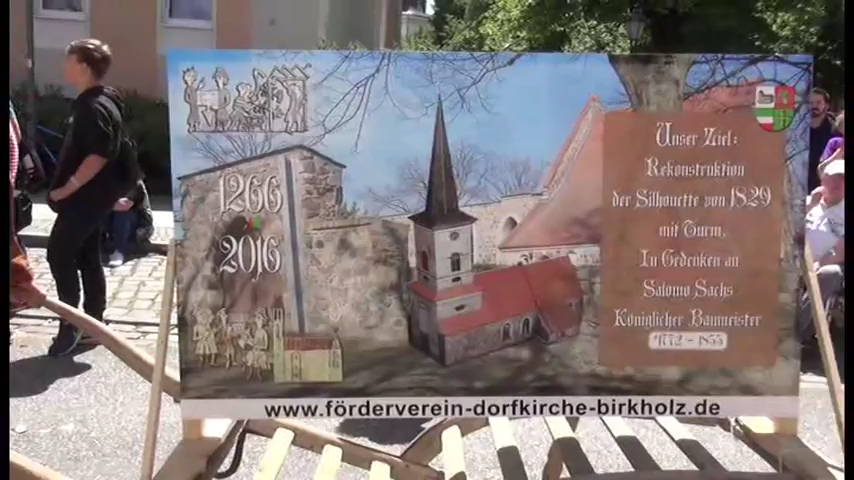 1266
2016
Unser Ziel:
Rekonstruktion
der Silhouette von 1829
mit Turm.
In Gedenken an
Salomo Sachs
Königlicher Baumeister
*1772 - 1855
www.förderverein-dorfkirche-birkholz.de